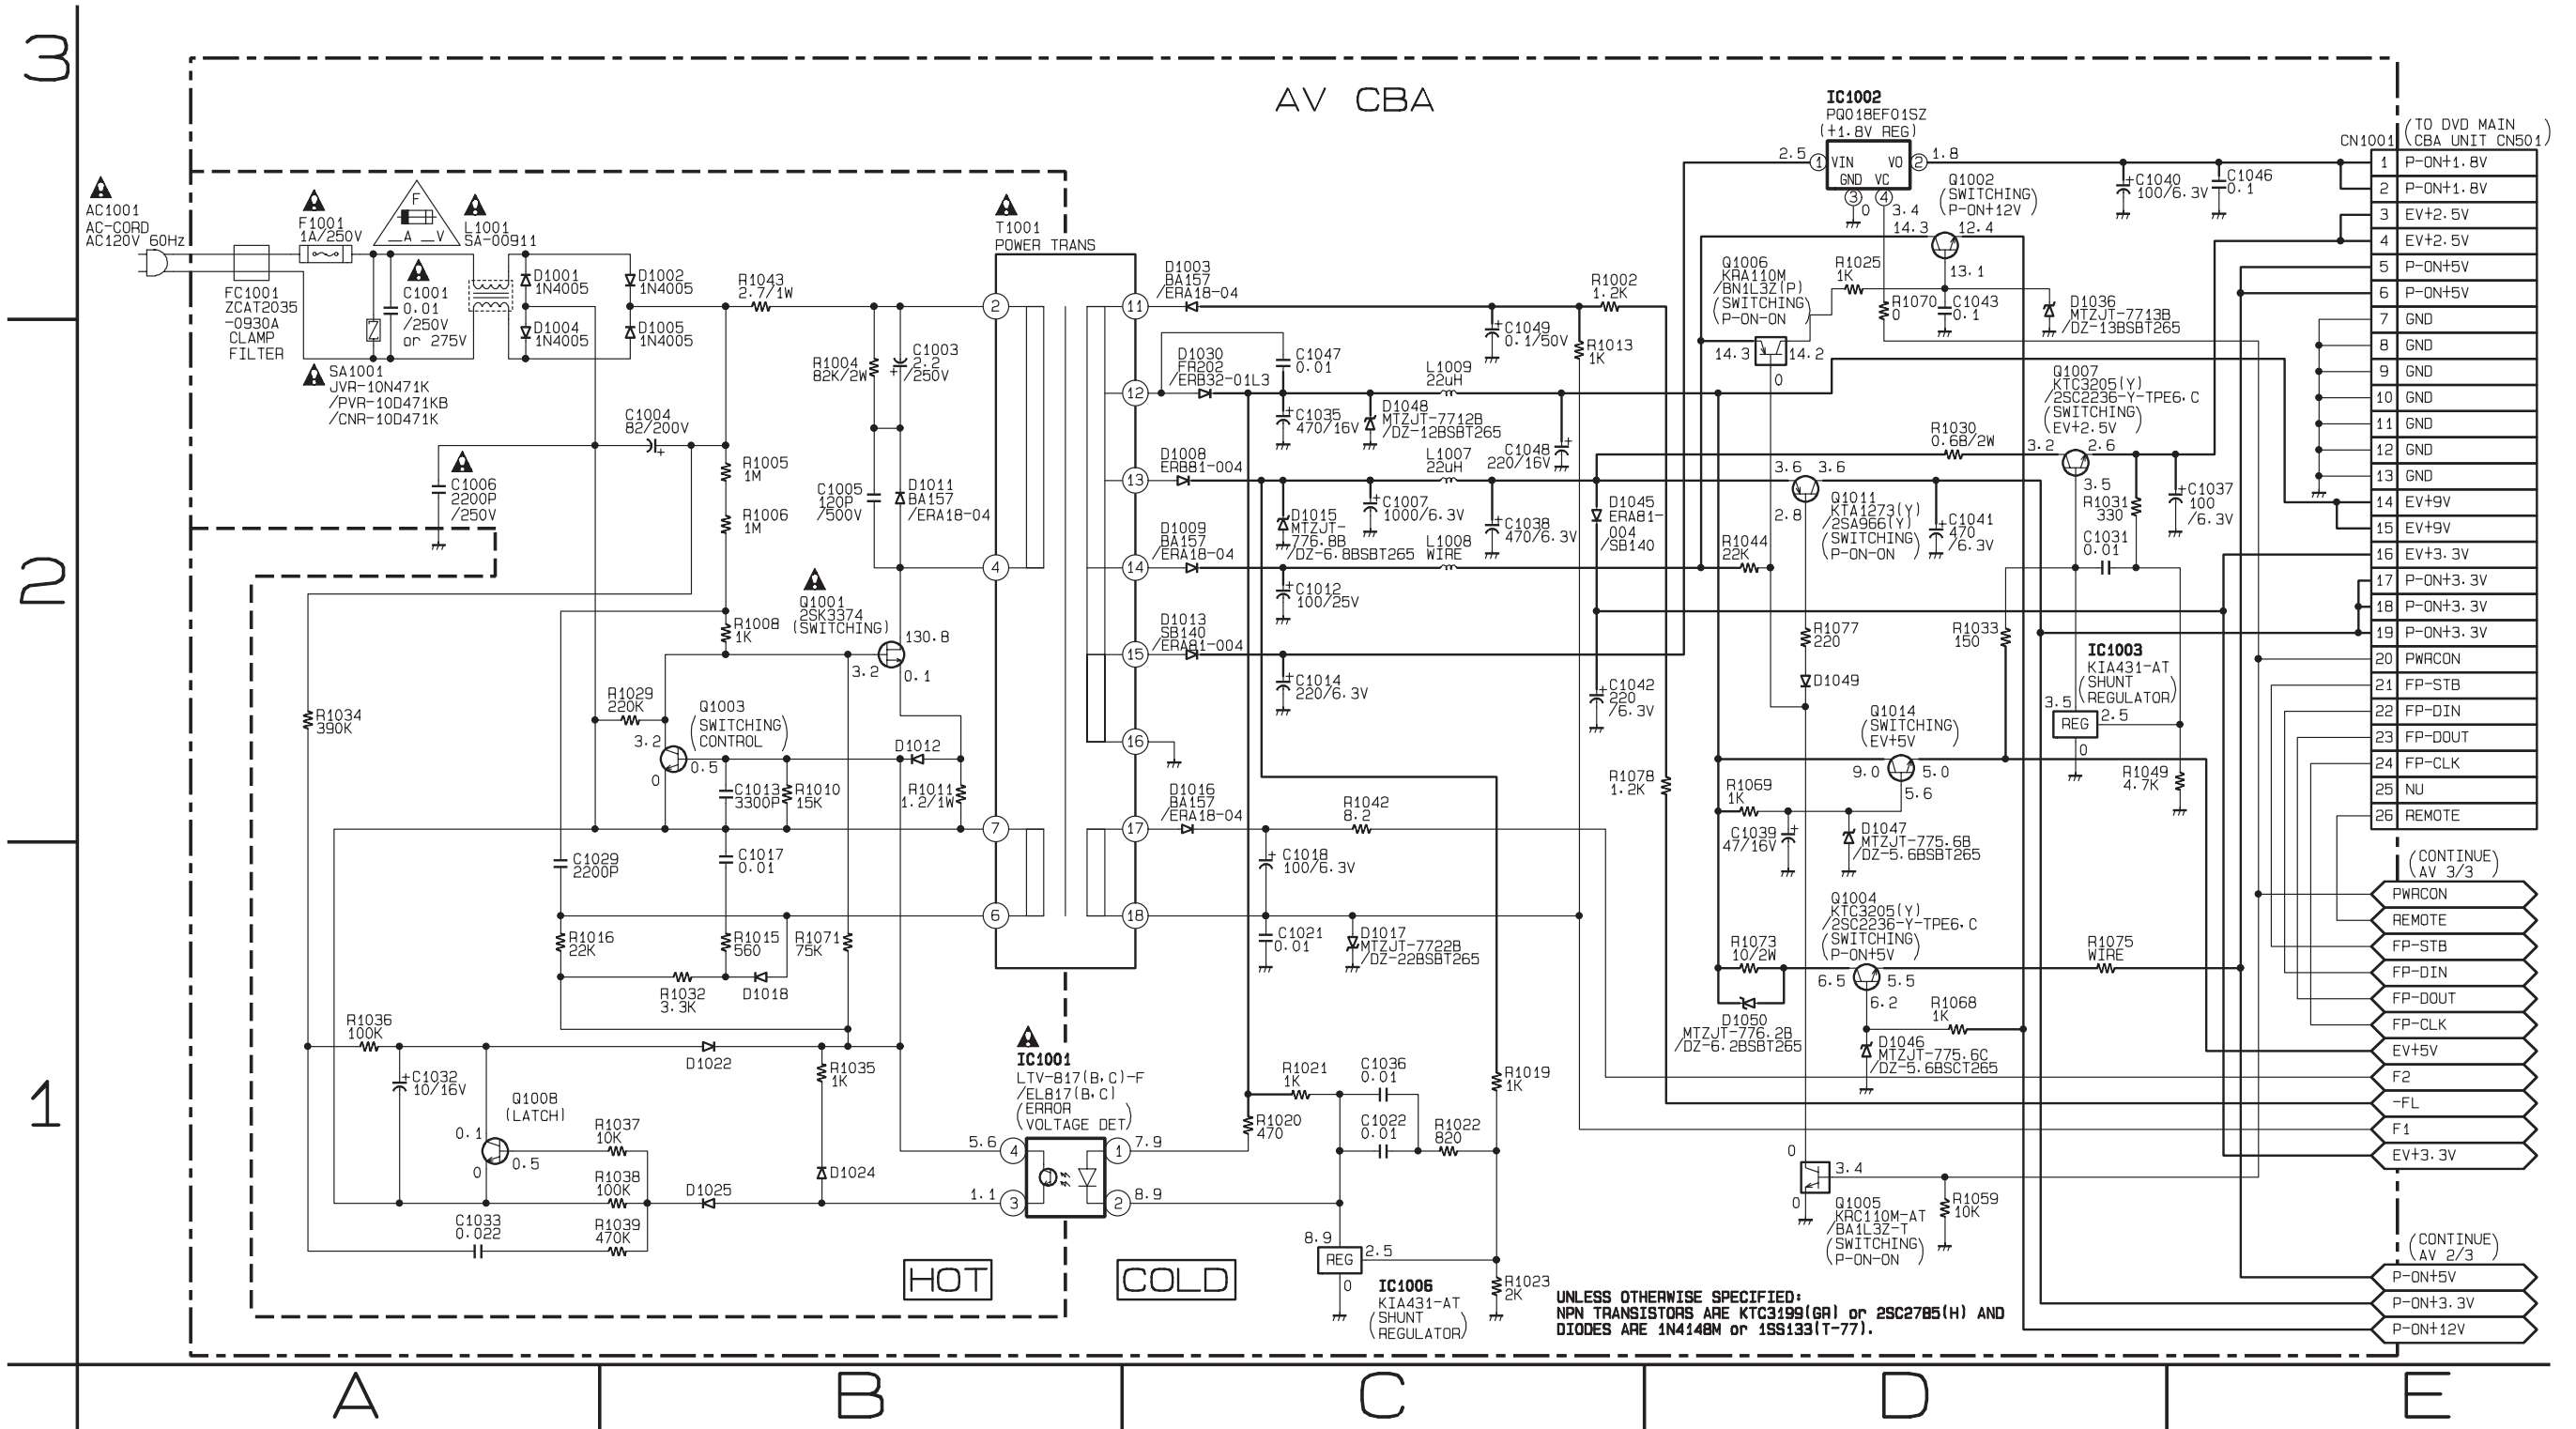 3
2
1
AV CBA
AC1001
AC-CORD
AC120V 60Hz
FC1001
ZCAT2035
-0930A
CLAMP
FILTER
F1001
1A/250V
F
_A _V
L1001
SA-00911
C1001
0.01
/250V
or 275V
SA1001
JVR-10N471K
/PVR-10D471KB
/CNR-10D471K
D1001
1N4005
D1002
1N4005
D1004
1N4005
D1005
1N4005
R1043
2.7/1W
R1004
82K/2W
C1003
2.2
/250V
C1004
82/200V
C1006
2200P
/250V
R1005
1M
R1006
1M
C1005
120P
/500V
D1011
BA157
/ERA18-04
Q1001
2SK3374
(SWITCHING)
130.8
3.2
0.1
R1008
1K
R1029
220K
Q1003
(SWITCHING
CONTROL)
3.2
0.5
0
R1034
390K
D1012
C1013
3300P
R1010
15K
R1011
1.2/1W
C1029
2200P
C1017
0.01
R1016
22K
R1015
560
R1071
75K
R1032
3.3K
D1018
R1036
100K
C1032
10/16V
D1022
R1035
1K
Q1008
(LATCH)
0.1
0.5
0
R1037
10K
R1038
100K
R1039
470K
C1033
0.022
D1025
D1024
IC1001
LTV-817(B,C)-F
/EL817(B,C)
(ERROR
VOLTAGE DET)
5.6
4
1
7.9
1.1
3
2
8.9
HOT
COLD
T1001
POWER TRANS
2
4
7
6
11
12
13
14
15
16
17
18
D1003
BA157
/ERA18-04
D1030
FR202
/ERB32-01L3
C1047
0.01
C1035
470/16V
D1048
MTZJT-7712B
/DZ-12BSBT265
L1009
22uH
C1049
0.1/50V
R1002
1.2K
R1013
1K
C1048
220/16V
D1008
ERB81-004
L1007
22uH
D1015
MTZJT-
776.8B
/DZ-6.8BSBT265
C1007
1000/6.3V
C1038
470/6.3V
D1045
ERA81-
004
/SB140
D1009
BA157
/ERA18-04
L1008
WIRE
C1012
100/25V
D1013
SB140
/ERA81-004
C1014
220/6.3V
C1042
220
/6.3V
D1016
BA157
/ERA18-04
R1042
8.2
C1018
100/6.3V
C1021
0.01
D1017
MTZJT-7722B
/DZ-22BSBT265
R1078
1.2K
R1021
1K
C1036
0.01
R1019
1K
R1020
470
C1022
0.01
R1022
820
8.9
REG
2.5
0
IC1006
KIA431-AT
(SHUNT
REGULATOR)
R1023
2K
IC1002
PQ018EF01SZ
(+1.8V REG)
2.5
1
VIN
VO
2
1.8
GND
VC
3
0
4
3.4
Q1002
(SWITCHING)
P-ON+12V
14.3
12.4
13.1
Q1006
KRA110M
/BN1L3Z(P)
(SWITCHING)
P-ON-ON
14.3
14.2
0
R1025
1K
R1070
0
C1043
0.1
D1036
MTZJT-7713B
/DZ-13BSBT265
C1040
100/6.3V
C1046
0.1
Q1007
KTC3205(Y)
/2SC2236-Y-TPE6,C
(SWITCHING)
EV+2.5V
R1030
0.68/2W
3.2
2.6
3.5
3.6
3.6
2.8
Q1011
KTA1273(Y)
/2SA966(Y)
(SWITCHING)
P-ON-ON
C1041
470
/6.3V
R1031
330
C1037
100
/6.3V
C1031
0.01
R1044
22K
R1077
220
D1049
R1033
150
IC1003
KIA431-AT
(SHUNT
REGULATOR)
3.5
REG
2.5
0
R1049
4.7K
Q1014
(SWITCHING)
EV+5V
9.0
5.0
5.6
R1069
1K
C1039
47/16V
D1047
MTZJT-775.6B
/DZ-5.6BSBT265
Q1004
KTC3205(Y)
/2SC2236-Y-TPE6,C
(SWITCHING)
P-ON+5V
R1073
10/2W
6.5
5.5
6.2
R1075
WIRE
D1050
MTZJT-776.2B
/DZ-6.2BSBT265
R1068
1K
D1046
MTZJT-775.6C
/DZ-5.6BSCT265
0
3.4
0
Q1005
KRC110M-AT
/BA1L3Z-T
(SWITCHING)
P-ON-ON
R1059
10K
UNLESS OTHERWISE SPECIFIED:
NPN TRANSISTORS ARE KTC3199(GR) or 2SC2785(H) AND
DIODES ARE 1N4148M or 1SS133(T-77).
CN1001
(TO DVD MAIN
CBA UNIT CN501)
1 P-ON+1.8V
2 P-ON+1.8V
3 EV+2.5V
4 EV+2.5V
5 P-ON+5V
6 P-ON+5V
7 GND
8 GND
9 GND
10 GND
11 GND
12 GND
13 GND
14 EV+9V
15 EV+9V
16 EV+3.3V
17 P-ON+3.3V
18 P-ON+3.3V
19 P-ON+3.3V
20 PWRCON
21 FP-STB
22 FP-DIN
23 FP-DOUT
24 FP-CLK
25 NU
26 REMOTE
(CONTINUE
AV 3/3)
PWRCON
REMOTE
FP-STB
FP-DIN
FP-DOUT
FP-CLK
EV+5V
F2
-FL
F1
EV+3.3V
(CONTINUE
AV 2/3)
P-ON+5V
P-ON+3.3V
P-ON+12V
A
B
C
D
E